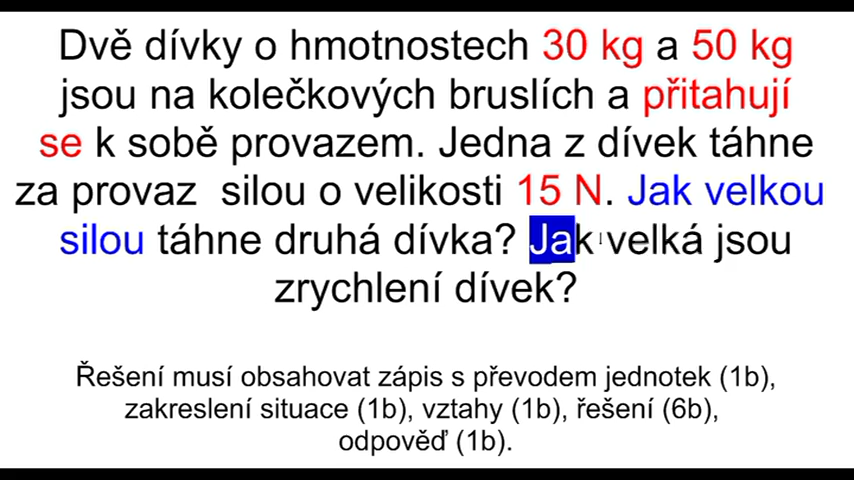 Dvě dívky o hmotnostech 30 kg a 50 kg
jsou na kolečkových bruslích a přitahují
se k sobě provazem. Jedna z dívek táhne
za provaz silou o velikosti 15 N. Jak velkou
silou táhne druhá dívka? Jak velká jsou
zrychlení dívek?
Řešení musí obsahovat zápis s převodem jednotek (1b),
zakreslení situace (1b), vztahy (1b), řešení (6b),
odpověď (1b).